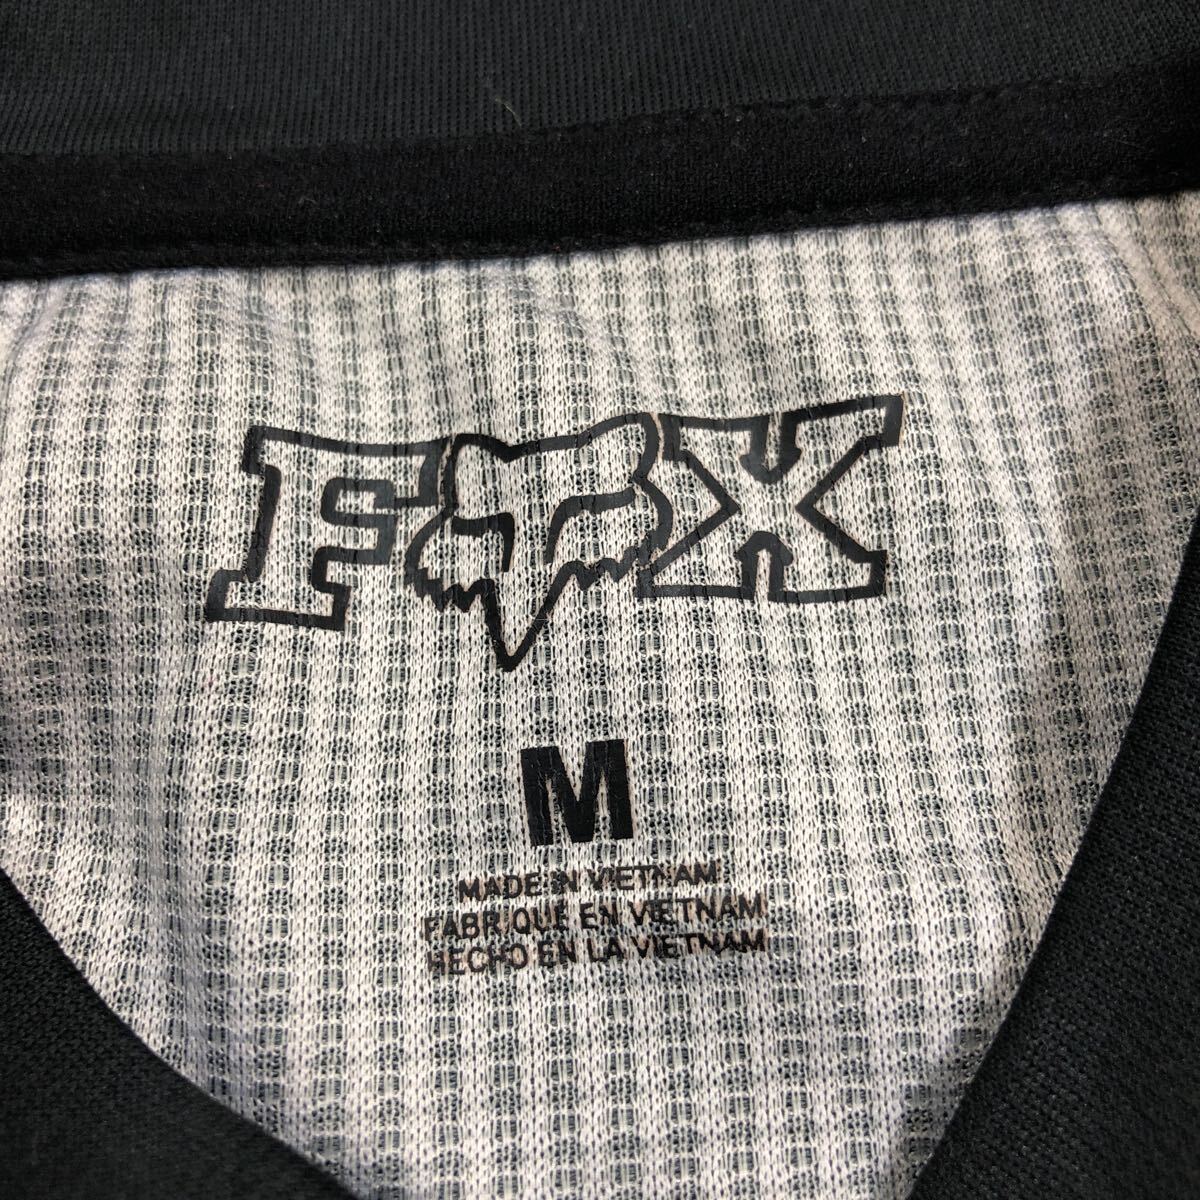 FOX
M
MADE IN VIETNAM
FABRIQUE EN VIETNAM
HECHO EN LA VIETNAM